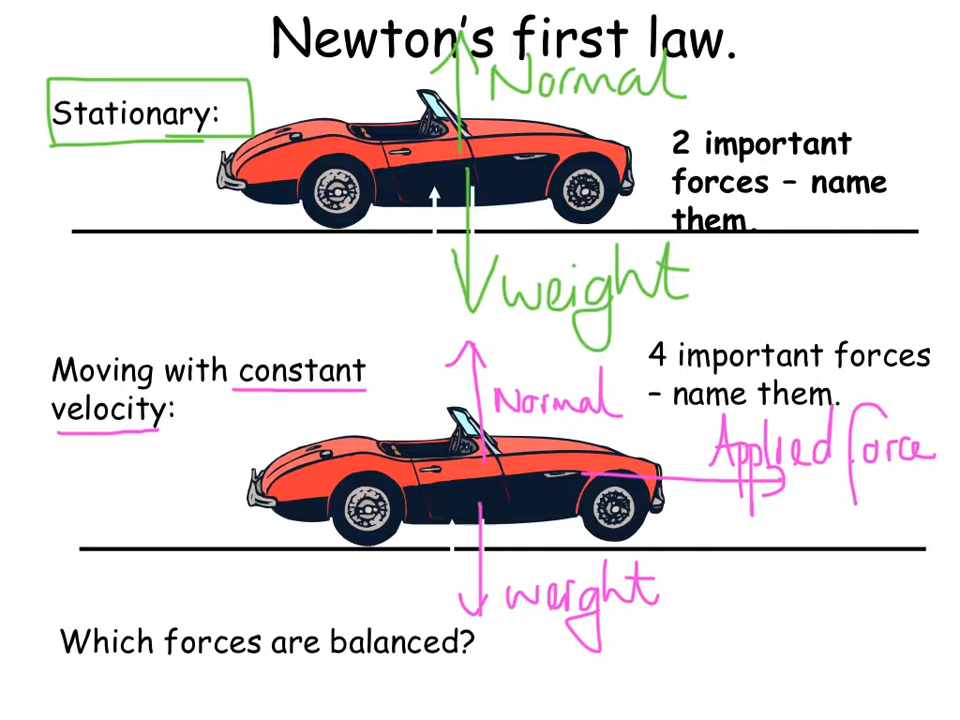 Newton's first law.
Normal
Stationary:
2 important
forces – name
them.
weight
4 important forces
– name them.
Moving with constant
velocity:
Normal
Applied force
weight
Which forces are balanced?